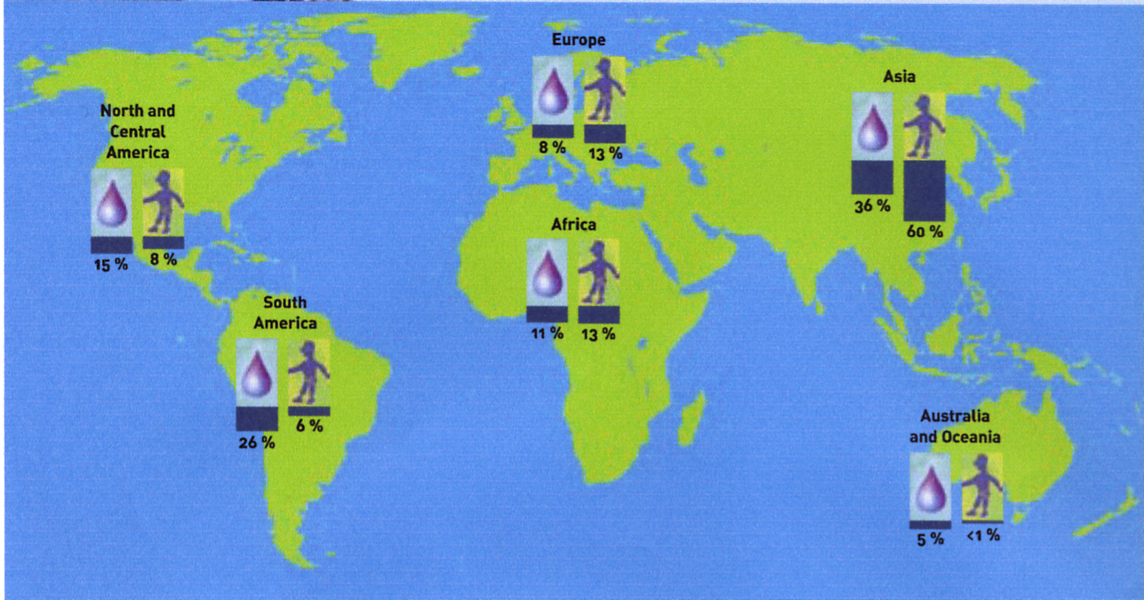 Europe
8 %
13 %
Asia
36 %
60 %
North and
Central
America
15 %
8 %
Africa
11 %
13 %
South
America
26 %
6 %
Australia
and Oceania
5 %
<1 %